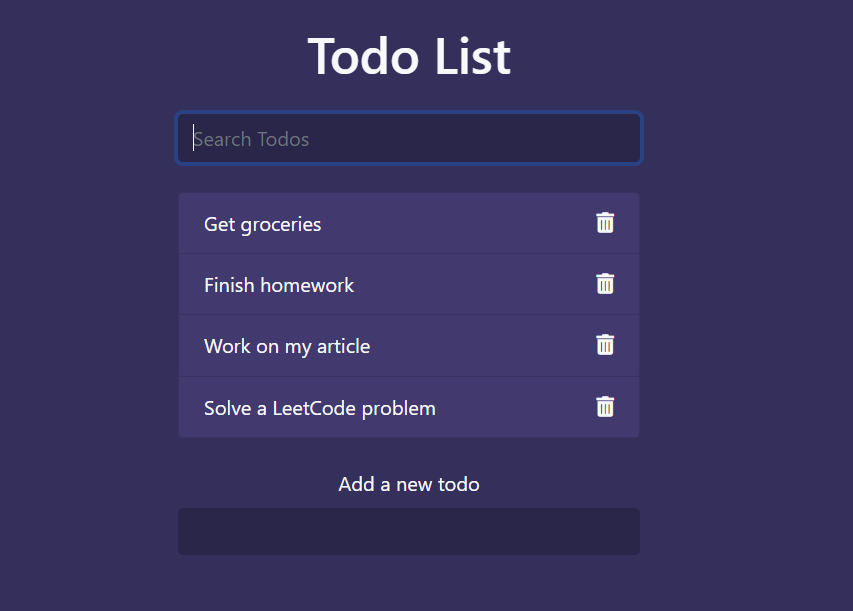 Todo List
Search Todos
Get groceries
Finish homework
Work on my article
Solve a LeetCode problem
Add a new todo